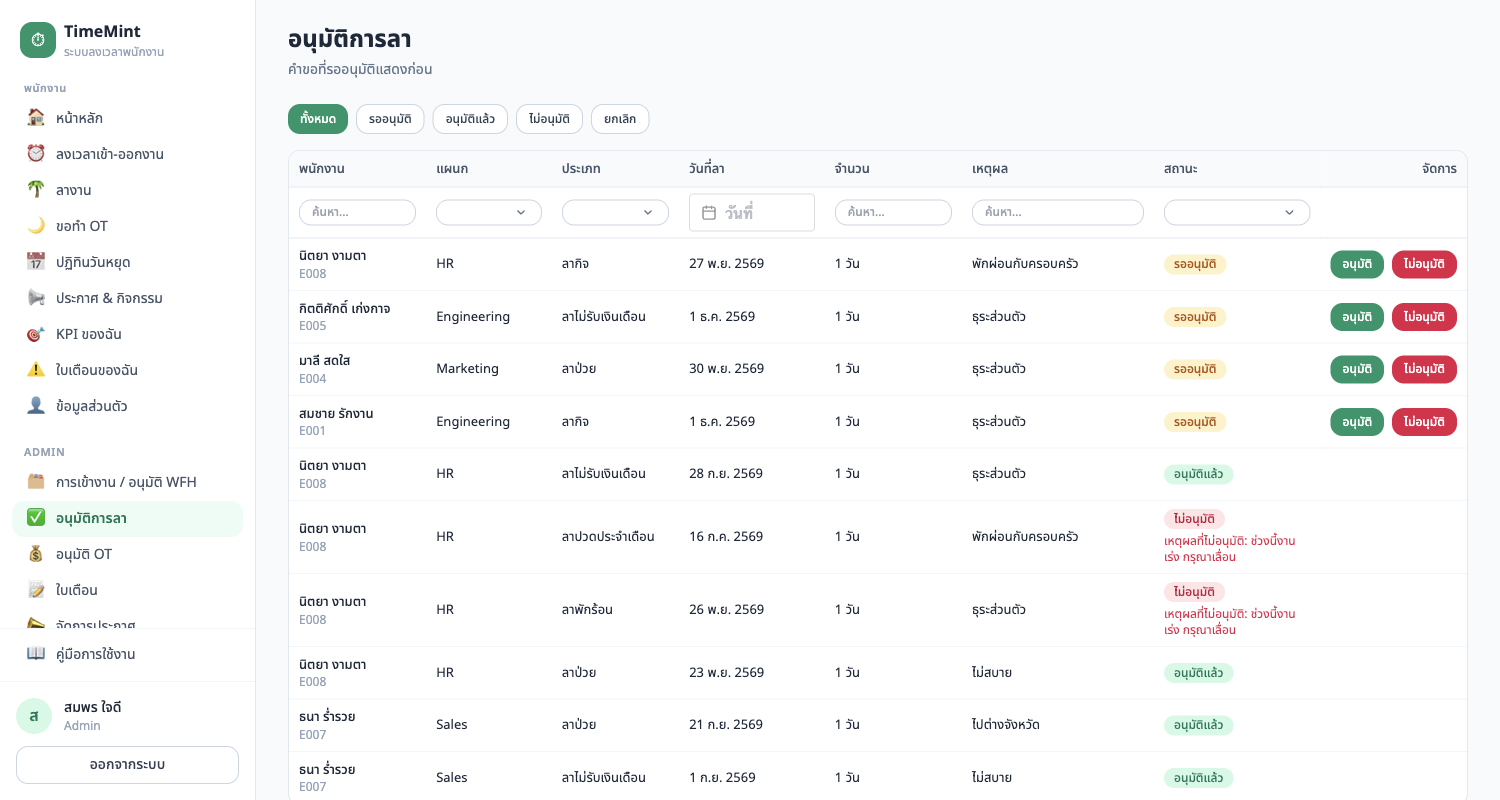 TimeMint
ระบบลงเวลาพนักงาน
พนักงาน
หน้าหลัก
ลงเวลาเข้า-ออกงาน
ลางาน
ขอทำ OT
17 ปฏิทินวันหยุด
ประกาศ & กิจกรรม
KPI ของฉัน
ใบเตือนของฉัน
ข้อมูลส่วนตัว
ADMIN
การเข้างาน / อนุมัติ WFH
อนุมัติการลา
อนุมัติ OT
ใบเตือน
จัดการประกาศ
คู่มือการใช้งาน
ส
สมพร ใจดี
Admin
ออกจากระบบ
อนุมัติการลา
คำขอที่รออนุมัติแสดงก่อน
ทั้งหมด รออนุมัติ อนุมัติแล้ว ไม่อนุมัติ ยกเลิก
พนักงาน แผนก ประเภท วันที่ลา จำนวน เหตุผล สถานะ จัดการ
ค้นหา... วันที่ ค้นหา... ค้นหา...
นิตยา งามตา
E008 HR ลากิจ 27 พ.ย. 2569 1 วัน พักผ่อนกับครอบครัว รออนุมัติ อนุมัติ ไม่อนุมัติ
กิตติศักดิ์ เก่งกาจ
E005 Engineering ลาไม่รับเงินเดือน 1 ธ.ค. 2569 1 วัน ธุระส่วนตัว รออนุมัติ อนุมัติ ไม่อนุมัติ
มาลี สดใส
E004 Marketing ลาป่วย 30 พ.ย. 2569 1 วัน ธุระส่วนตัว รออนุมัติ อนุมัติ ไม่อนุมัติ
สมชาย รักงาน
E001 Engineering ลากิจ 1 ธ.ค. 2569 1 วัน ธุระส่วนตัว รออนุมัติ อนุมัติ ไม่อนุมัติ
นิตยา งามตา
E008 HR ลาไม่รับเงินเดือน 28 ก.ย. 2569 1 วัน ธุระส่วนตัว อนุมัติแล้ว
นิตยา งามตา
E008 HR ลาปวดประจำเดือน 16 ก.ค. 2569 1 วัน พักผ่อนกับครอบครัว ไม่อนุมัติ
เหตุผลที่ไม่อนุมัติ: ช่วงนี้งาน
เร่ง กรุณาเลื่อน
นิตยา งามตา
E008 HR ลาพักร้อน 26 พ.ย. 2569 1 วัน ธุระส่วนตัว ไม่อนุมัติ
เหตุผลที่ไม่อนุมัติ: ช่วงนี้งาน
เร่ง กรุณาเลื่อน
นิตยา งามตา
E008 HR ลาป่วย 23 พ.ย. 2569 1 วัน ไม่สบาย อนุมัติแล้ว
ธนา ร่ำรวย
E007 Sales ลาป่วย 21 ก.ย. 2569 1 วัน ไปต่างจังหวัด อนุมัติแล้ว
ธนา ร่ำรวย
E007 Sales ลาไม่รับเงินเดือน 1 ก.ย. 2569 1 วัน ไม่สบาย อนุมัติแล้ว